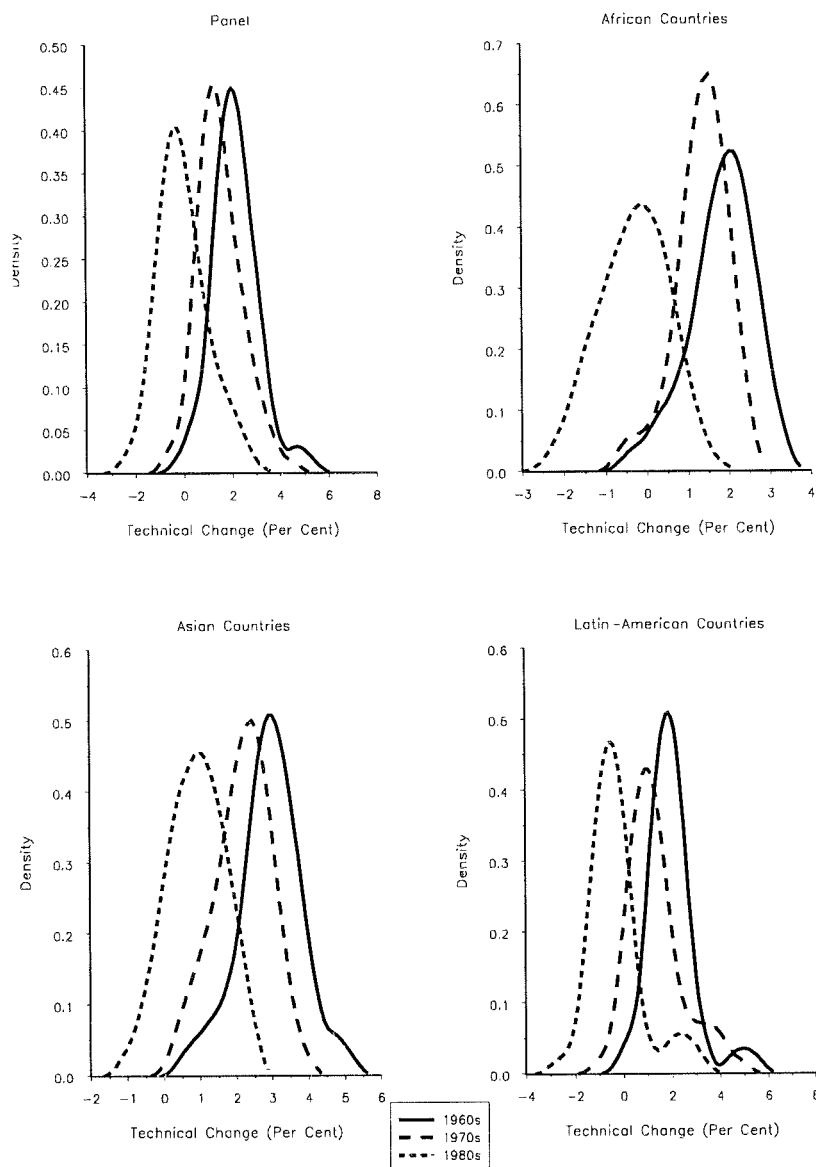 Panel
0.50
0.45
0.40
0.35
0.30
0.25
0.20
0.15
0.10
0.05
0.00
Density
-4 -2 0 2 4 6 8
Technical Change (Per Cent)
African Countries
0.7
0.6
0.5
0.4
0.3
0.2
0.1
0.0
Density
-3 -2 -1 0 1 2 3 4
Technical Change (Per Cent)
Asian Countries
0.6
0.5
0.4
0.3
0.2
0.1
0.0
Density
-2 -1 0 1 2 3 4 5 6
Technical Change (Per Cent)
Latin-American Countries
0.6
0.5
0.4
0.3
0.2
0.1
0.0
Density
-4 -2 0 2 4 6 8
Technical Change (Per Cent)
1960s
1970s
1980s